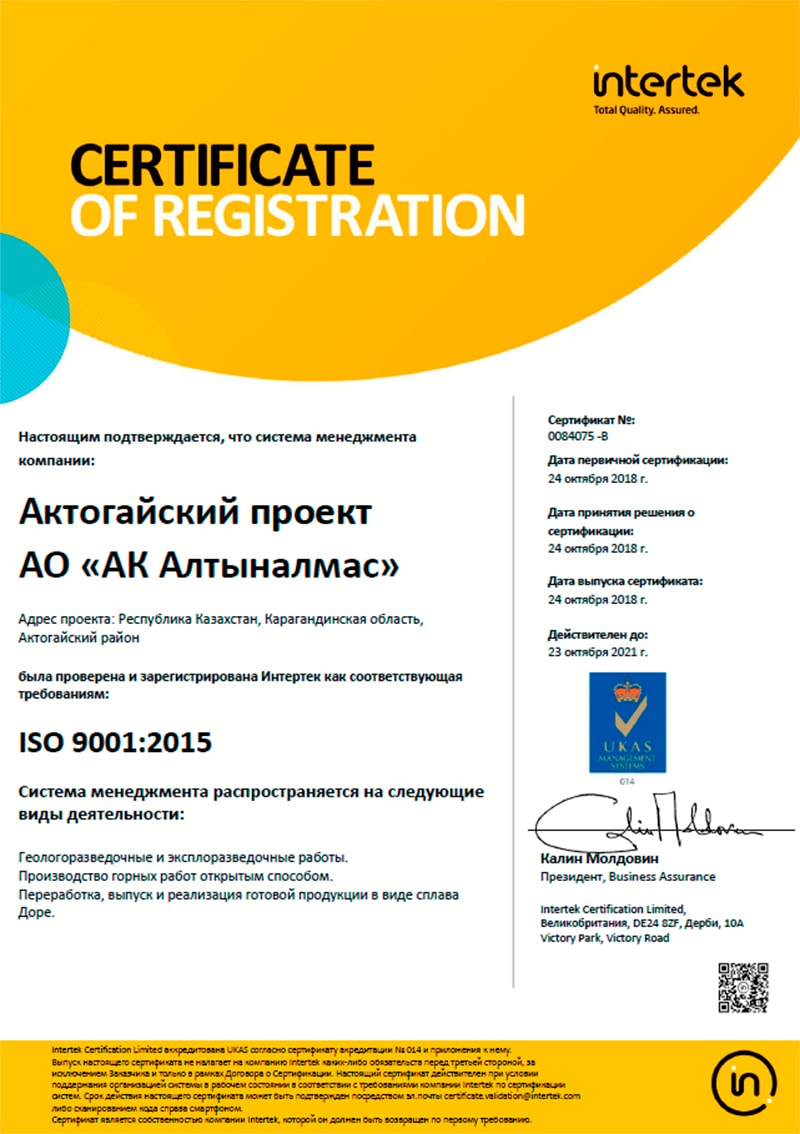 intertek
Total Quality. Assured.
CERTIFICATE
OF REGISTRATION
Настоящим подтверждается, что система менеджмента
компании:
Актогайский проект
АО «АК Алтыналмас»
Адрес проекта: Республика Казахстан, Карагандинская область,
Актогайский район
была проверена и зарегистрирована Интертек как соответствующая
требованиям:
ISO 9001:2015
Система менеджмента распространяется на следующие
виды деятельности:
Геологоразведочные и эксплоразведочные работы.
Производство горных работ открытым способом.
Переработка, выпуск и реализация готовой продукции в виде сплава
Доре.
Сертификат №:
0084075 -В
Дата первичной сертификации:
24 октября 2018 г.
Дата принятия решения о
сертификации:
24 октября 2018 г.
Дата выпуска сертификата:
24 октября 2018 г.
Действителен до:
23 октября 2021 г.
UKAS
MANAGEMENT
SYSTEMS
014
Калин Молдовин
Президент, Business Assurance
Intertek Certification Limited,
Великобритания, DE24 8ZF, Дерби, 10A
Victory Park, Victory Road
Intertek Certification Limited аккредитована UKAS согласно сертификату акредитации № 014 и приложения к нему.
Выпуск настоящего сертификата не налагает на компанию Intertek каких-либо обязательств перед третьей стороной, за
исключением Заказчика и только в рамках Договора о Сертификации. Настоящий сертификат действителен при условии
поддержания организацией системы в рабочем состоянии в соответствии с требованиями компании Intertek по сертификации
систем. Срок действия настоящего сертификата может быть подтвержден посредством эл.почты certificate.validation@intertek.com
либо сканированием кода справа смартфоном.
Сертификат является собственностью компании Intertek, которой он должен быть возвращен по первому требованию.
in